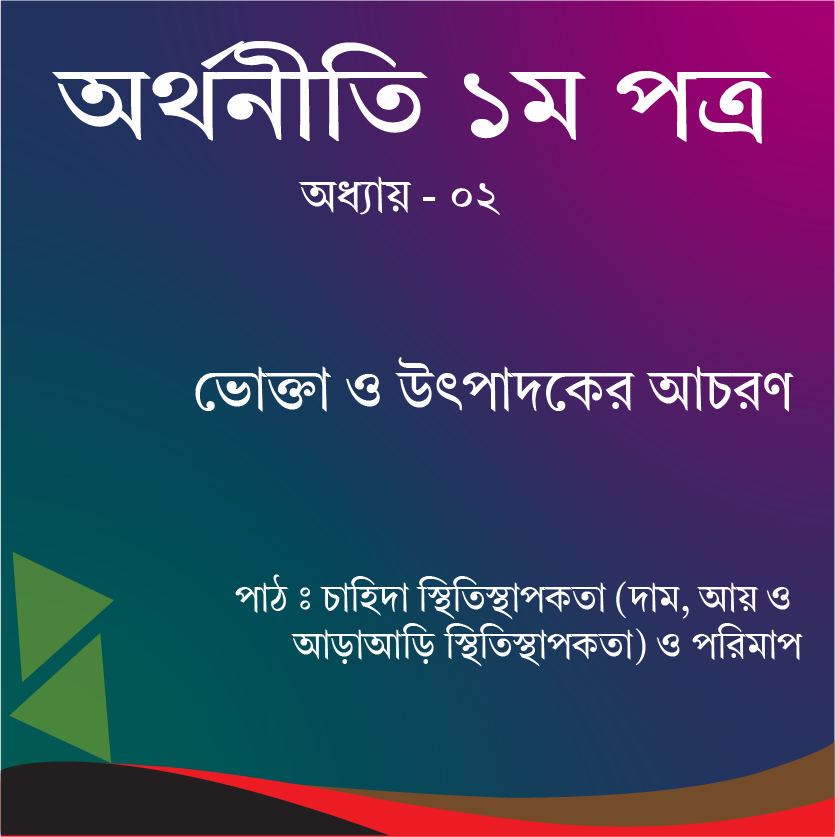 অর্থনীতি ১ম পত্র
অধ্যায় - ০২
ভোক্তা ও উৎপাদকের আচরণ
পাঠ ঃ চাহিদা স্থিতিস্থাপকতা (দাম, আয় ও
আড়াআড়ি স্থিতিস্থাপকতা) ও পরিমাপ